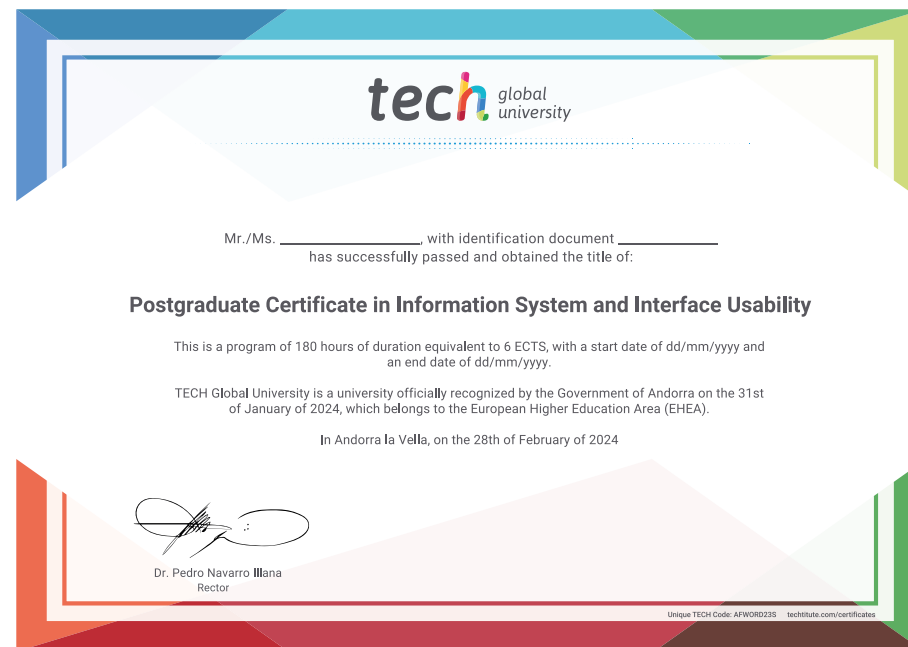 tech global university
Mr./Ms. ____________________, with identification document ______________
has successfully passed and obtained the title of:
Postgraduate Certificate in Information System and Interface Usability
This is a program of 180 hours of duration equivalent to 6 ECTS, with a start date of dd/mm/yyyy and
an end date of dd/mm/yyyy.
TECH Global University is a university officially recognized by the Government of Andorra on the 31st
of January of 2024, which belongs to the European Higher Education Area (EHEA).
In Andorra la Vella, on the 28th of February of 2024
Dr. Pedro Navarro Illana
Rector
Unique TECH Code: AFWORD23S techtitute.com/certificates